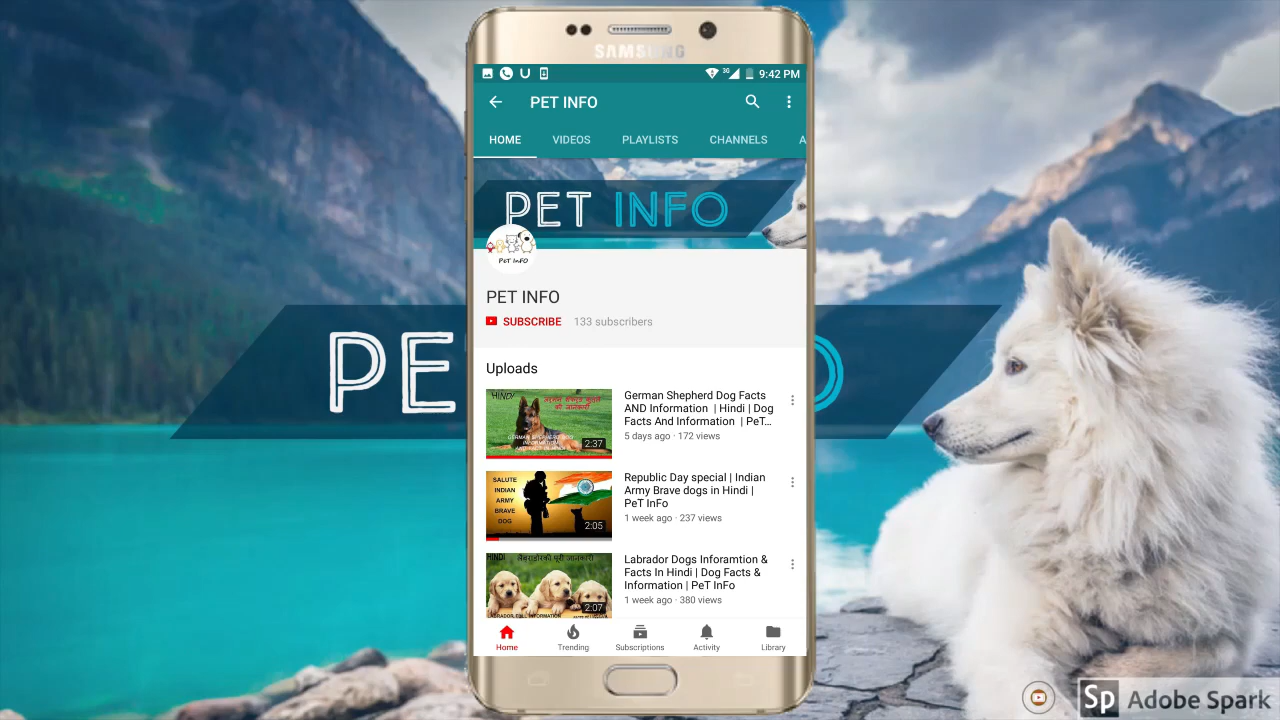 SAMSUNG
3G
9:42 PM
PET INFO
HOME VIDEOS PLAYLISTS CHANNELS A
PET INFO
PeT InFO
PET INFO
SUBSCRIBE 133 subscribers
Uploads
HINDI
2:37
German Shepherd Dog Facts
AND Information | Hindi | Dog
Facts And Information | PeT...
5 days ago · 172 views
SALUTE
INDIAN
ARMY
BRAVE
DOG
2:05
Republic Day special | Indian
Army Brave dogs in Hindi |
PeT InFo
1 week ago · 237 views
HINDI
2:07
Labrador Dogs Inforamtion &
Facts In Hindi | Dog Facts &
Information | PeT InFo
1 week ago · 380 views
Home Trending Subscriptions Activity Library
PE O
Sp Adobe Spark